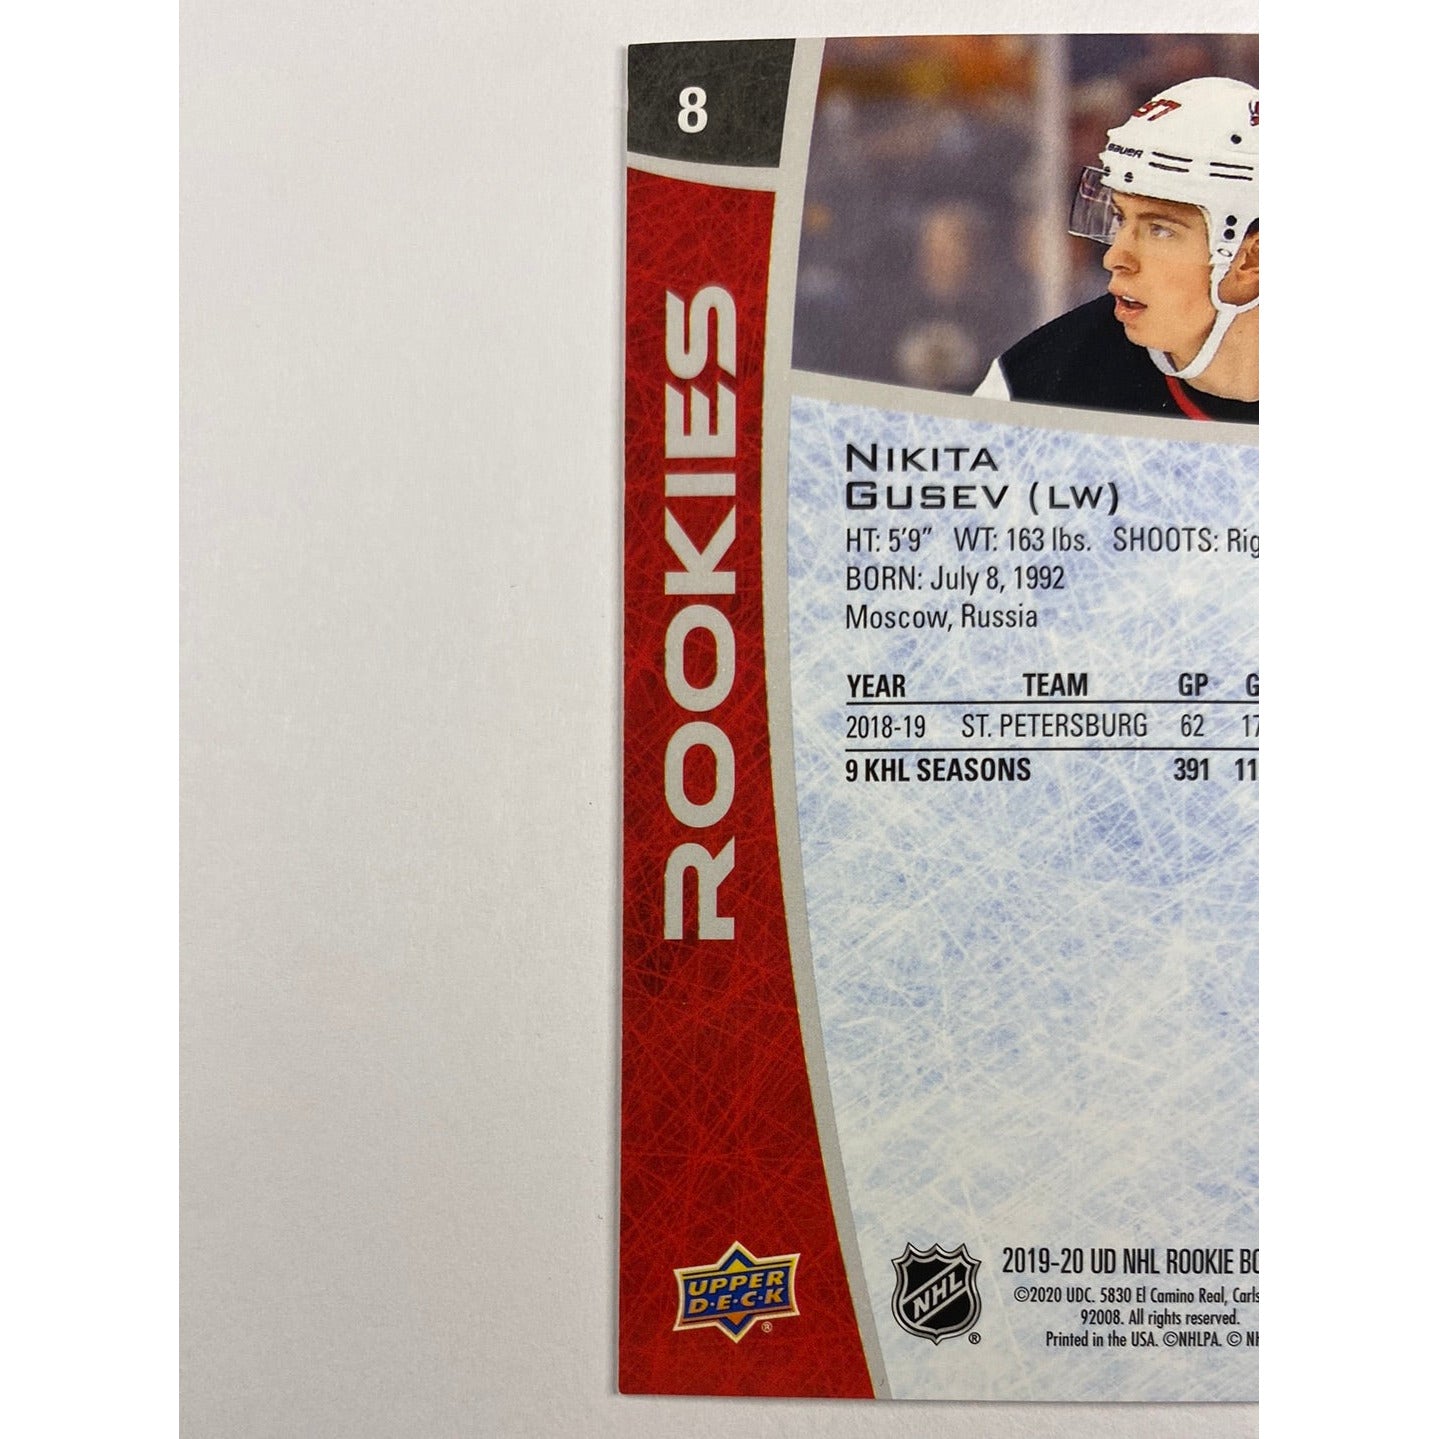 8
97
BAUER
ROOKIES
NIKITA
GUSEV (LW)
HT: 5'9" WT: 163 lbs. SHOOTS: Rig
BORN: July 8, 1992
Moscow, Russia
YEAR TEAM GP G
2018-19 ST. PETERSBURG 62 17
9 KHL SEASONS 391 11
UPPER
D·E·C·K
®
NHL
®
2019-20 UD NHL ROOKIE BO
©2020 UDC. 5830 El Camino Real, Carls
92008. All rights reserved.
Printed in the USA. ©NHLPA. © NH